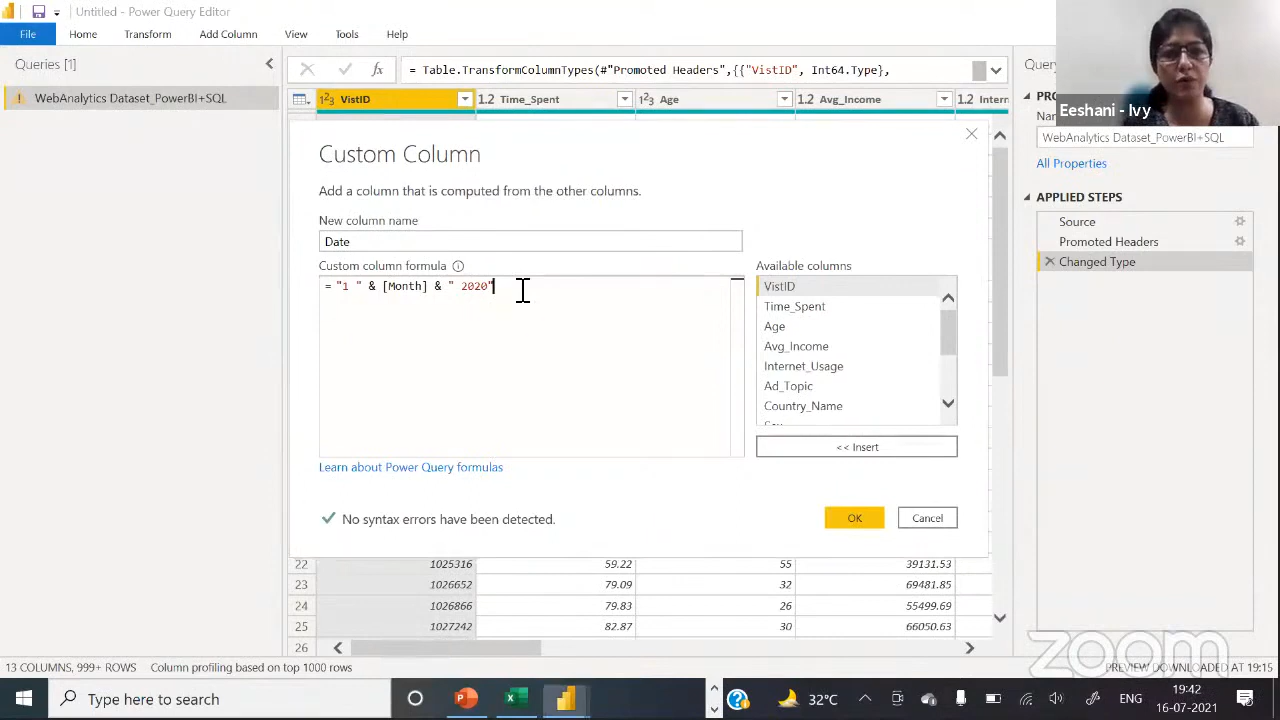 Untitled - Power Query Editor
File Home Transform Add Column View Tools Help
Queries [1]
WebAnalytics Dataset_PowerBI+SQL
= Table.TransformColumnTypes(#"Promoted Headers",{{"VistID", Int64.Type},
VistID 1.2 Time_Spent Age 1.2 Avg_Income 1.2
Custom Column
Add a column that is computed from the other columns.
New column name
Date
Custom column formula
= "1 " & [Month] & " 2020"
Available columns
VistID
Time_Spent
Age
Avg_Income
Internet_Usage
Ad_Topic
Country_Name
<< Insert
Learn about Power Query formulas
No syntax errors have been detected.
OK Cancel
22 1025316 59.22 55 39131.53
23 1026652 79.09 32 69481.85
24 1026866 79.83 26 55499.69
25 1027242 82.87 30 66050.63
26
Eeshani - Ivy
WebAnalytics Dataset_PowerBI+SQL
All Properties
APPLIED STEPS
Source
Promoted Headers
Changed Type
zoom
13 COLUMNS, 999+ ROWS Column profiling based on top 1000 rows
PREVIEW DOWNLOADED AT 19:15
Type here to search
32°C
ENG
19:42
16-07-2021